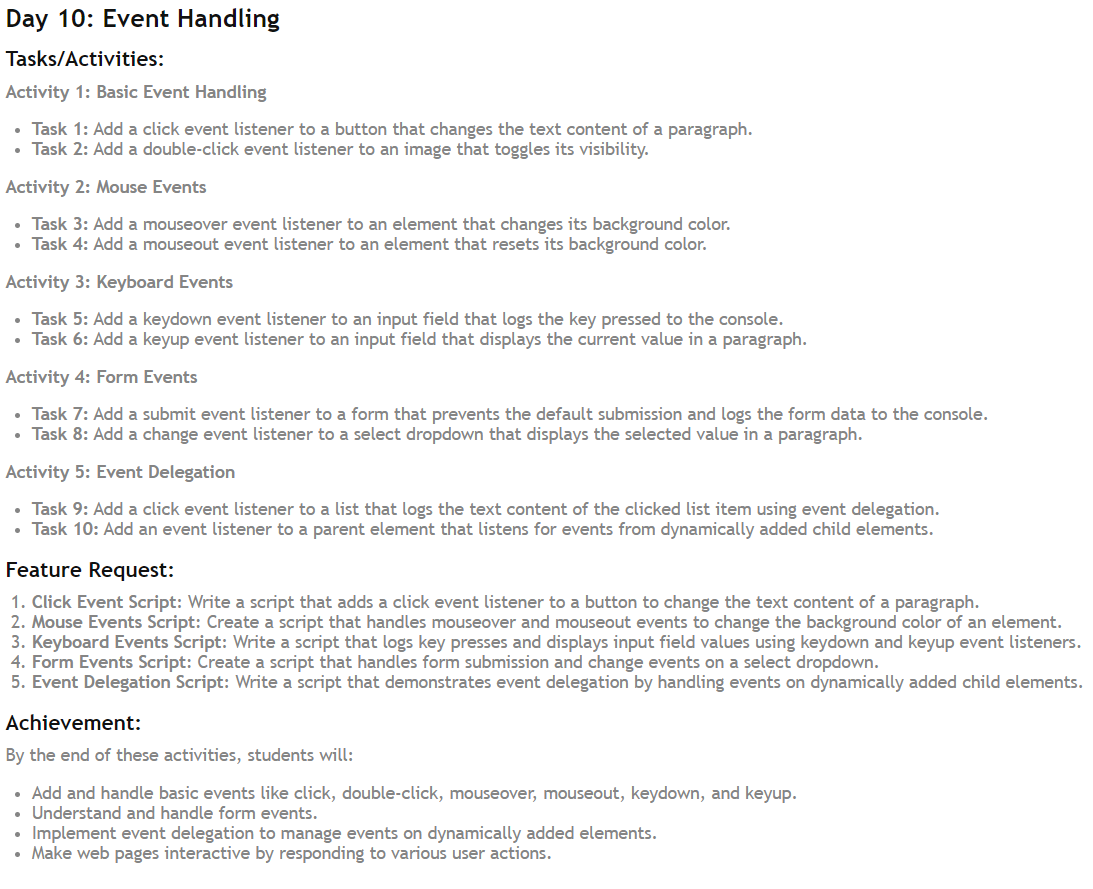 Day 10: Event Handling
Tasks/Activities:
Activity 1: Basic Event Handling
• Task 1: Add a click event listener to a button that changes the text content of a paragraph.
• Task 2: Add a double-click event listener to an image that toggles its visibility.
Activity 2: Mouse Events
• Task 3: Add a mouseover event listener to an element that changes its background color.
• Task 4: Add a mouseout event listener to an element that resets its background color.
Activity 3: Keyboard Events
• Task 5: Add a keydown event listener to an input field that logs the key pressed to the console.
• Task 6: Add a keyup event listener to an input field that displays the current value in a paragraph.
Activity 4: Form Events
• Task 7: Add a submit event listener to a form that prevents the default submission and logs the form data to the console.
• Task 8: Add a change event listener to a select dropdown that displays the selected value in a paragraph.
Activity 5: Event Delegation
• Task 9: Add a click event listener to a list that logs the text content of the clicked list item using event delegation.
• Task 10: Add an event listener to a parent element that listens for events from dynamically added child elements.
Feature Request:
1. Click Event Script: Write a script that adds a click event listener to a button to change the text content of a paragraph.
2. Mouse Events Script: Create a script that handles mouseover and mouseout events to change the background color of an element.
3. Keyboard Events Script: Write a script that logs key presses and displays input field values using keydown and keyup event listeners.
4. Form Events Script: Create a script that handles form submission and change events on a select dropdown.
5. Event Delegation Script: Write a script that demonstrates event delegation by handling events on dynamically added child elements.
Achievement:
By the end of these activities, students will:
• Add and handle basic events like click, double-click, mouseover, mouseout, keydown, and keyup.
• Understand and handle form events.
• Implement event delegation to manage events on dynamically added elements.
• Make web pages interactive by responding to various user actions.